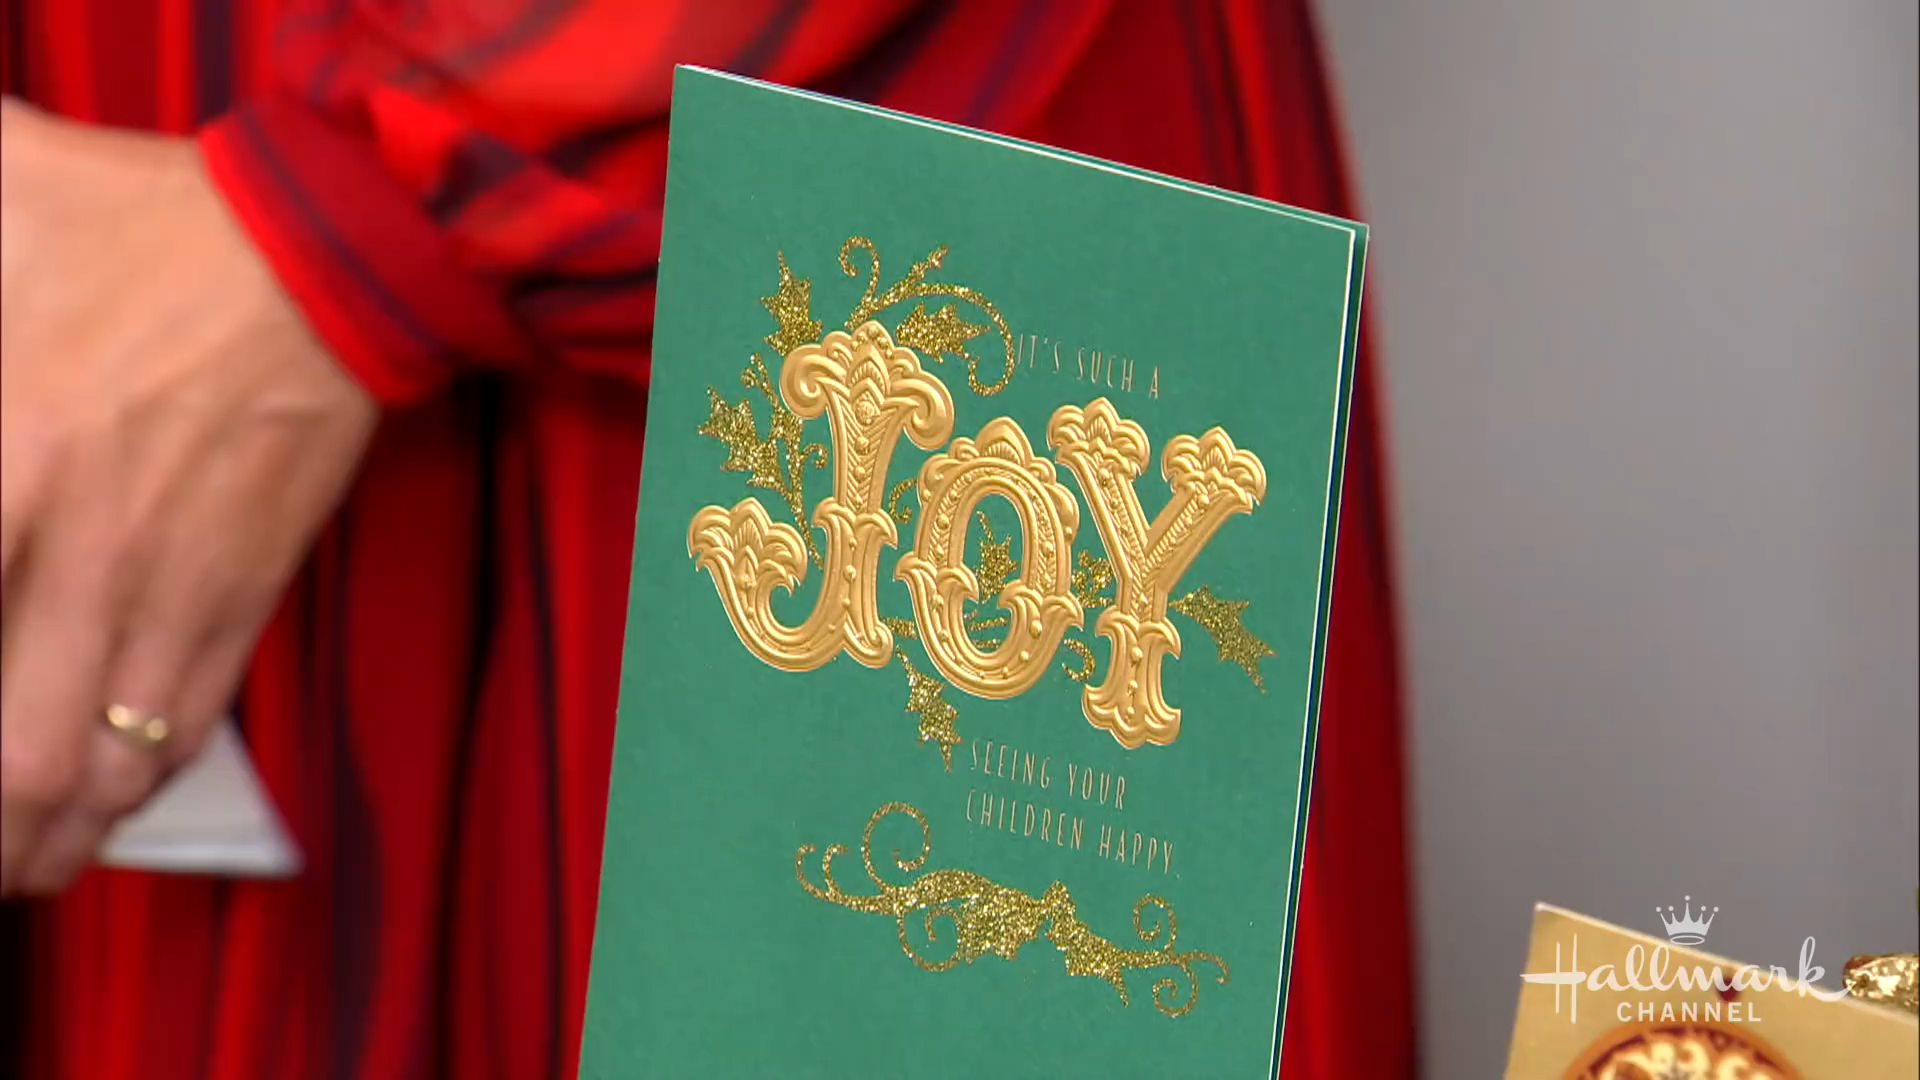 IT'S SUCH A
JOY
SEEING YOUR
CHILDREN HAPPY
Hallmark
CHANNEL